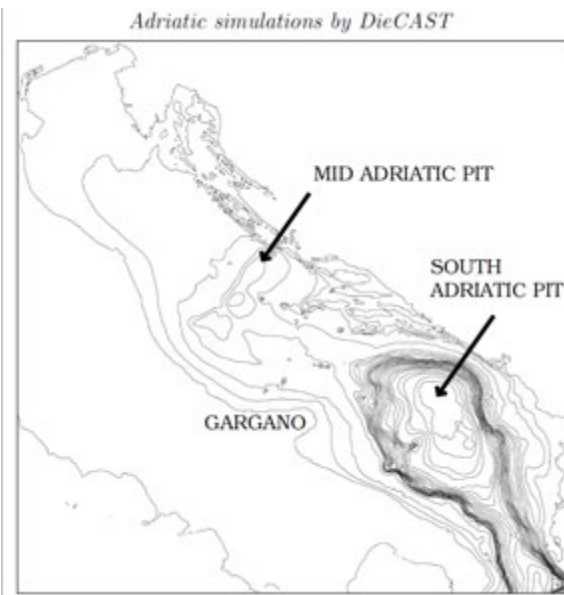 Adriatic simulations by DieCAST
MID ADRIATIC PIT
SOUTH
ADRIATIC PIT
GARGANO